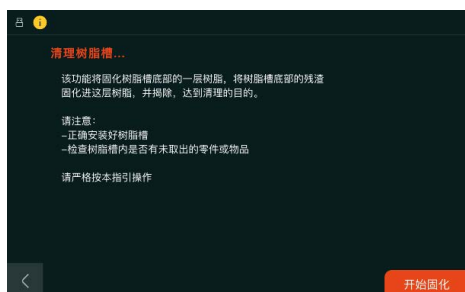 清理树脂槽...
该功能将固化树脂槽底部的一层树脂，将树脂槽底部的残渣
固化进这层树脂，并揭除，达到清理的目的。
请注意：
-正确安装好树脂槽
-检查树脂槽内是否有未取出的零件或物品
请严格按本指引操作
开始固化